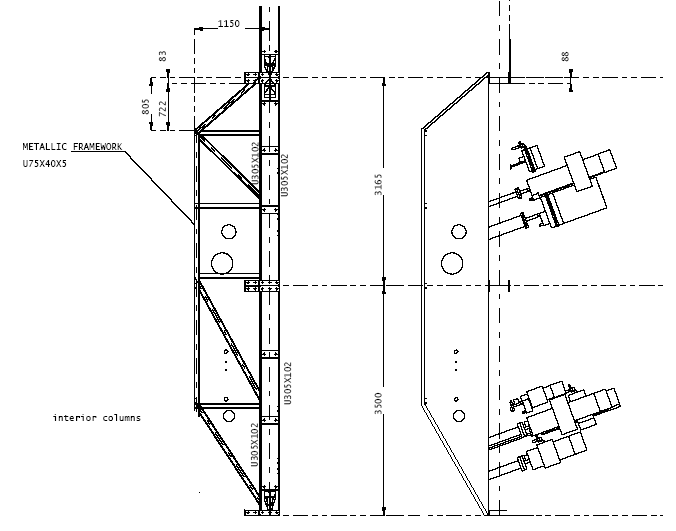 1150
83
88
805
722
METALLIC FRAMEWORK
U75X40X5
U305X102
U305X102
3165
U305X102
3500
interior columns
U305X102